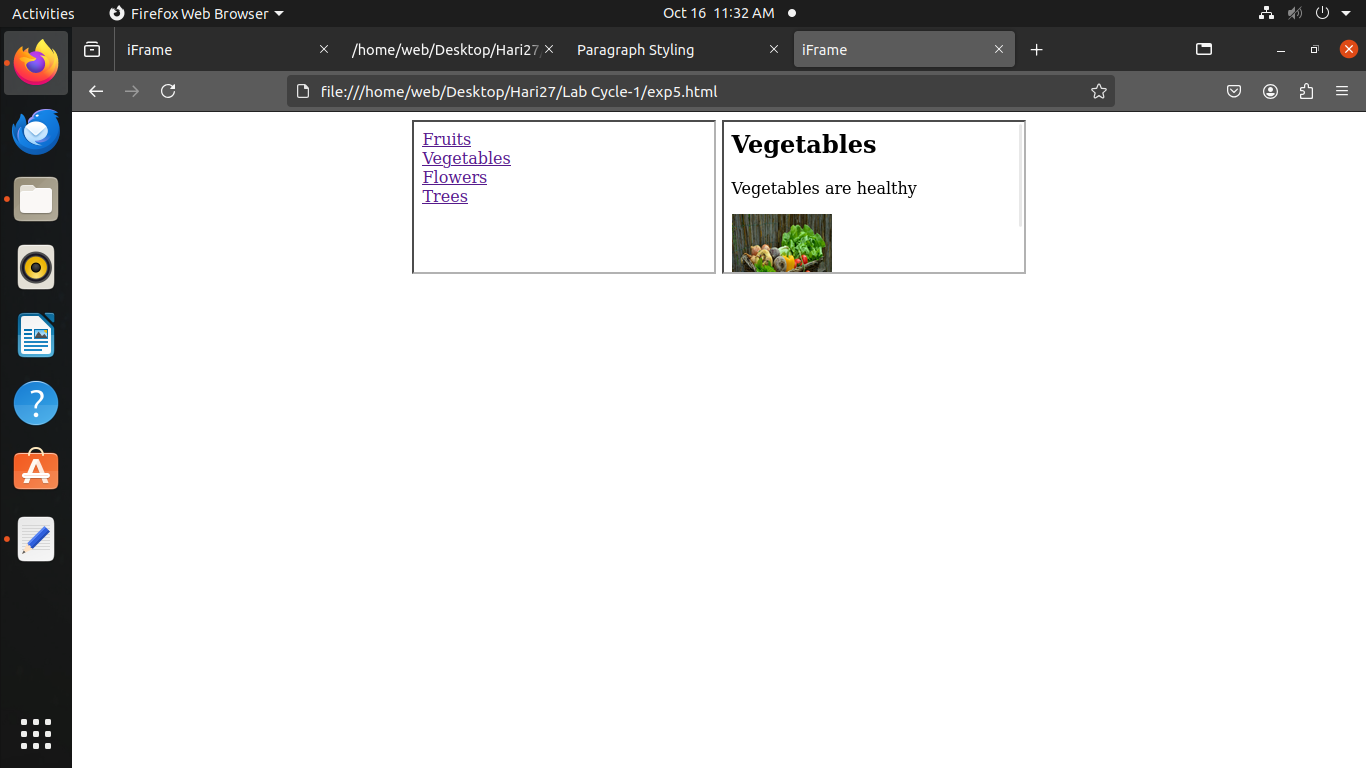 Activities Firefox Web Browser Oct 16 11:32 AM
iFrame /home/web/Desktop/Hari27/ Paragraph Styling iFrame
file:///home/web/Desktop/Hari27/Lab Cycle-1/exp5.html
Fruits
Vegetables
Flowers
Trees
Vegetables
Vegetables are healthy